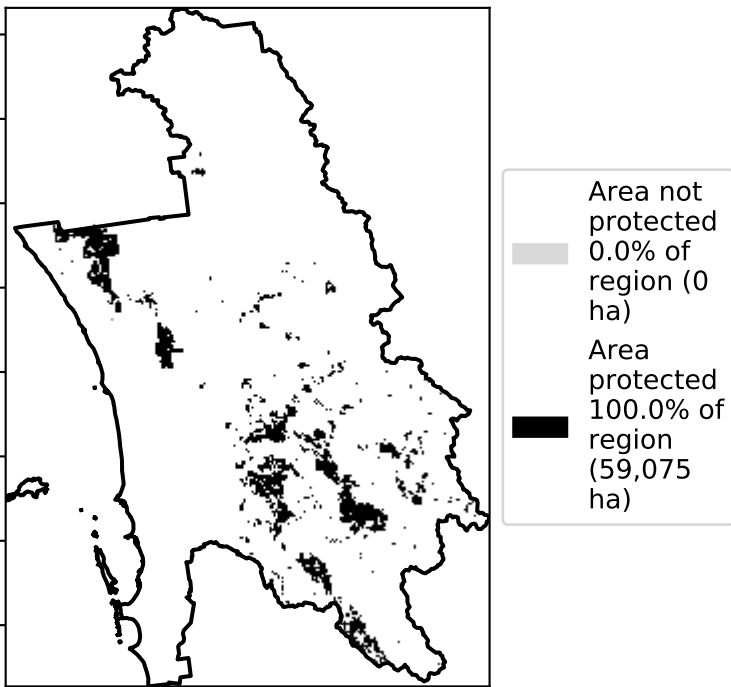 Area not
protected
0.0% of
region (0
ha)
Area
protected
100.0% of
region
(59,075
ha)